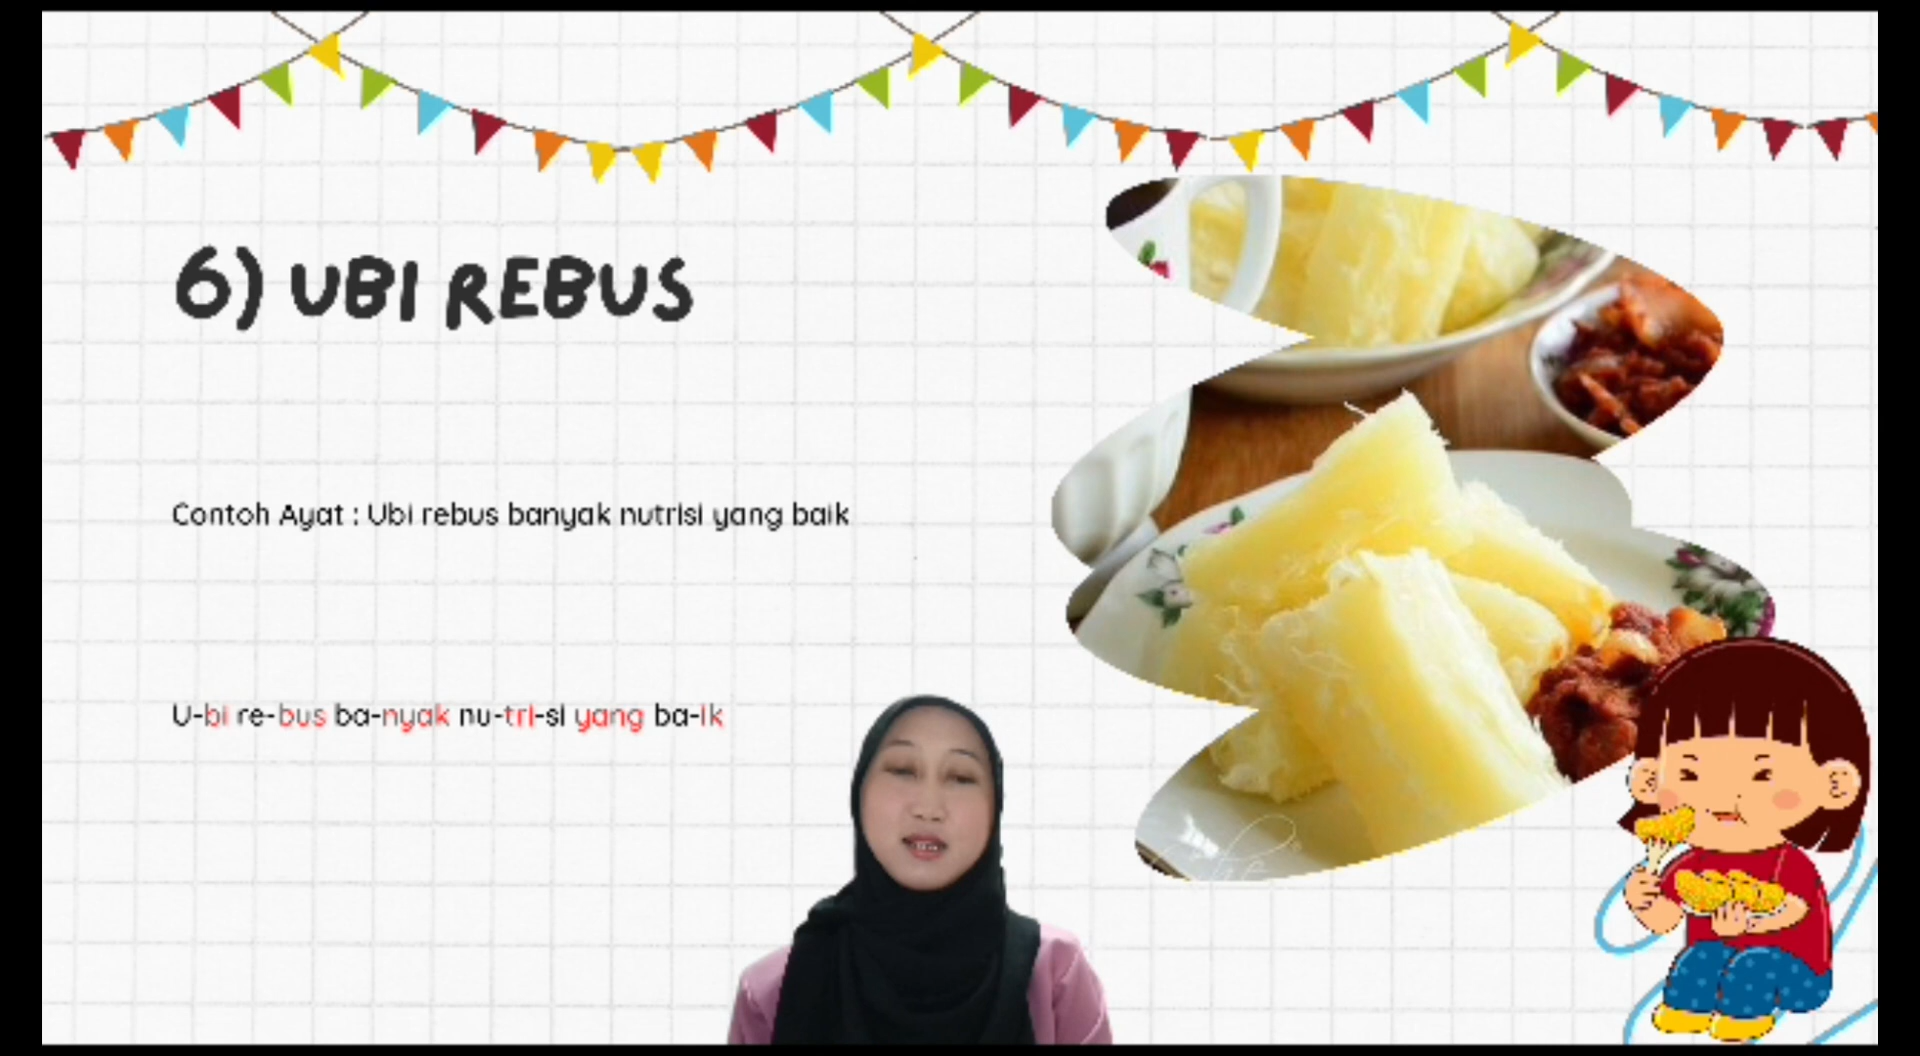 6) UBI REBUS
Contoh Ayat : Ubi rebus banyak nutrisi yang baik
U-bi re-bus ba-nyak nu-tri-si yang ba-ik